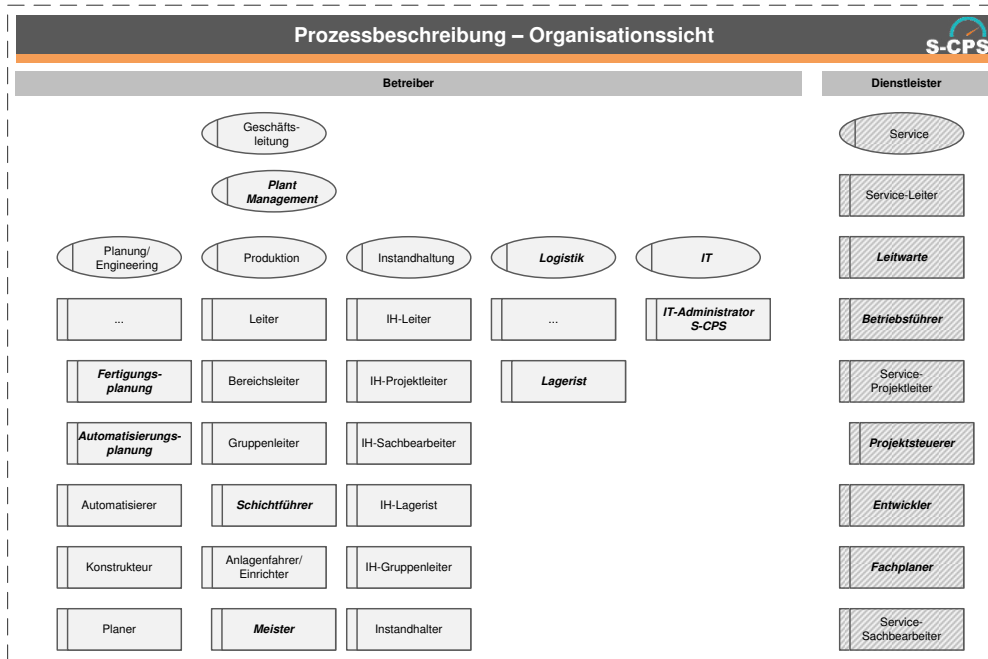 Prozessbeschreibung – Organisationssicht
S-CPS
Betreiber
Dienstleister
Geschäfts-
leitung
Service
Plant
Management
Service-Leiter
Planung/
Engineering
Produktion
Instandhaltung
Logistik
IT
Leitwarte
...
Leiter
IH-Leiter
...
IT-Administrator
S-CPS
Betriebsführer
Fertigungs-
planung
Bereichsleiter
IH-Projektleiter
Lagerist
Service-
Projektleiter
Automatisierungs-
planung
Gruppenleiter
IH-Sachbearbeiter
Projektsteuerer
Automatisierer
Schichtführer
IH-Lagerist
Entwickler
Konstrukteur
Anlagenfahrer/
Einrichter
IH-Gruppenleiter
Fachplaner
Planer
Meister
Instandhalter
Service-
Sachbearbeiter